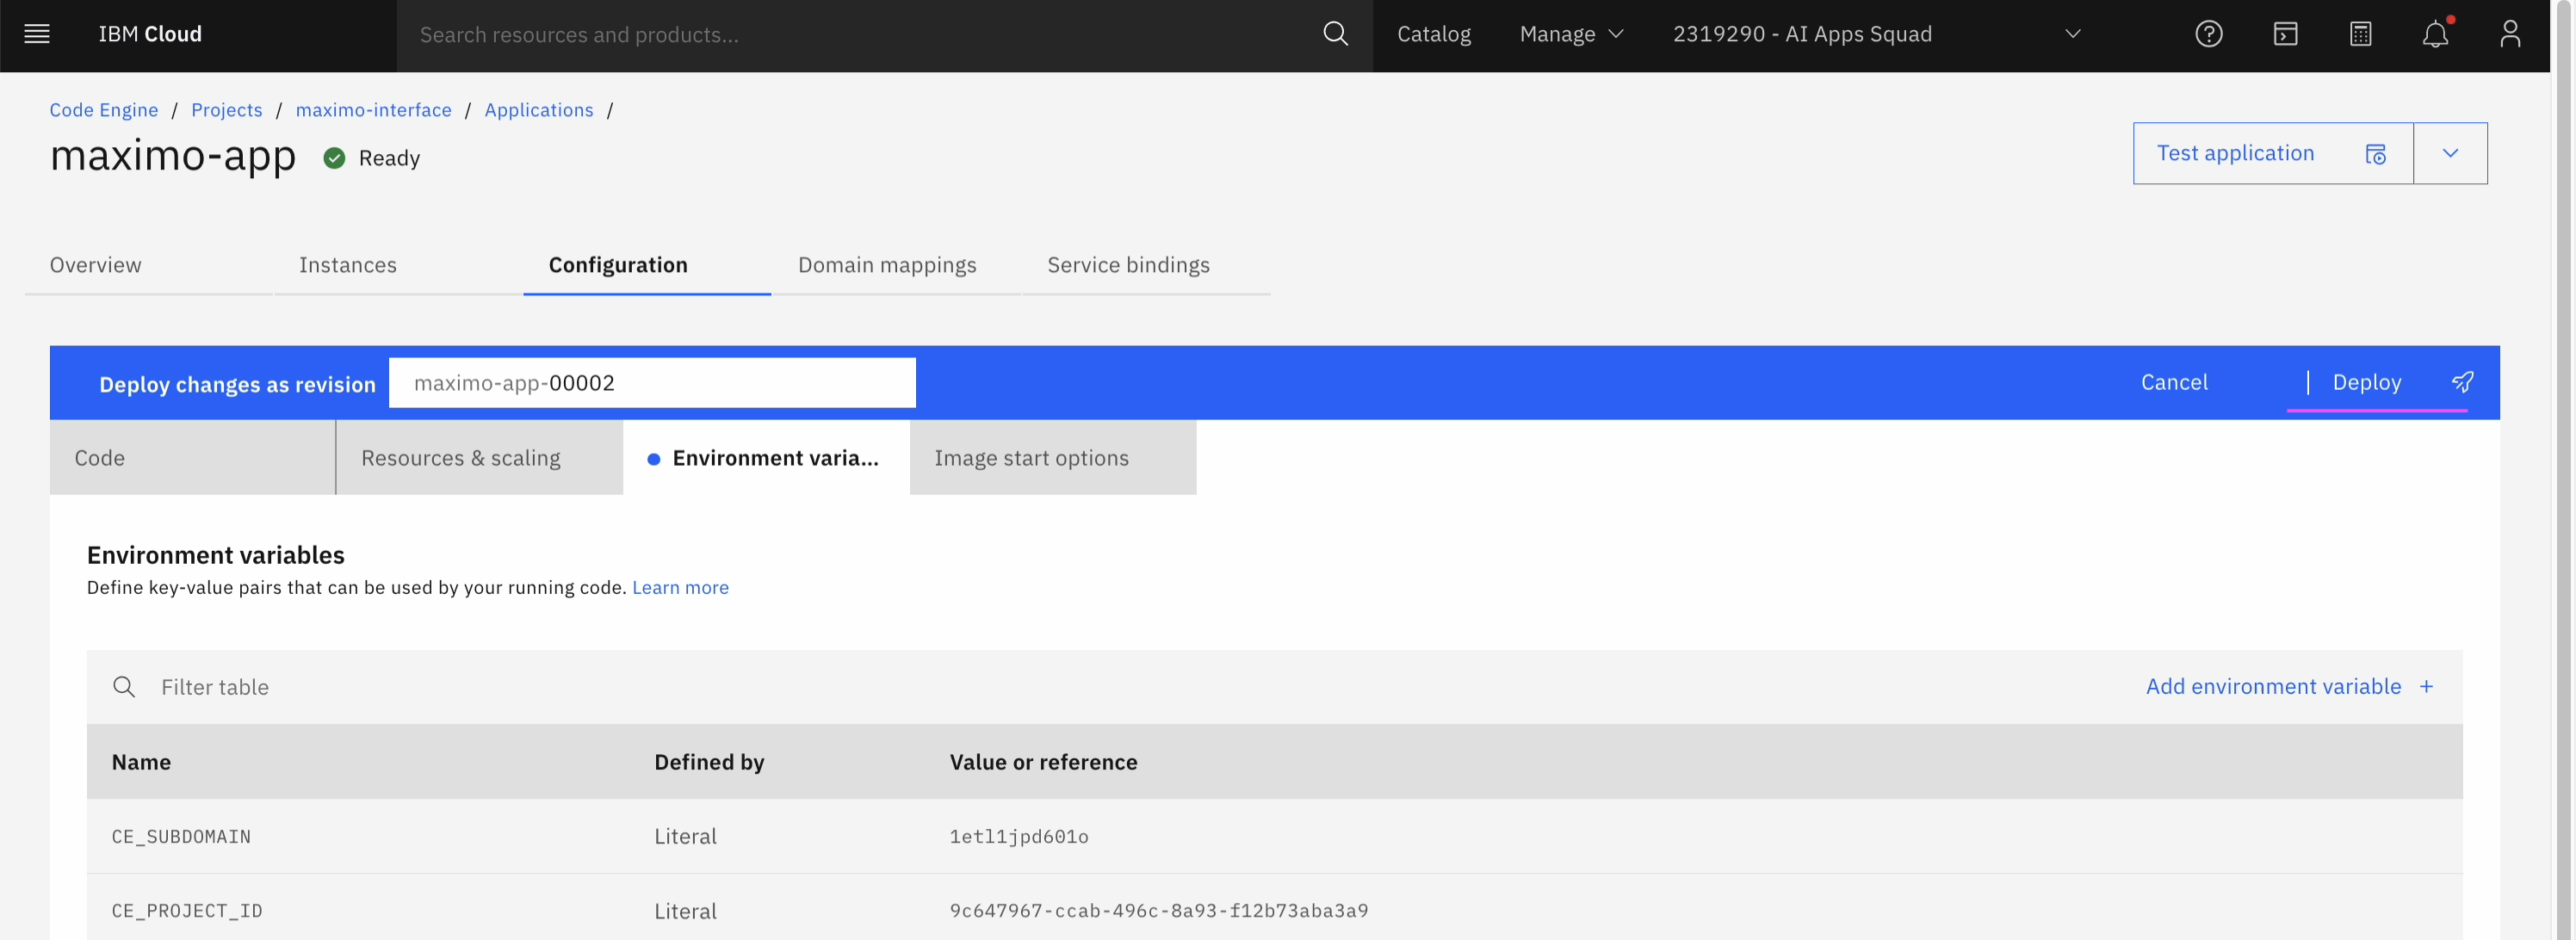 IBM Cloud
Search resources and products...
Catalog
Manage
2319290 - AI Apps Squad
Code Engine / Projects / maximo-interface / Applications /
maximo-app
Ready
Test application
Overview
Instances
Configuration
Domain mappings
Service bindings
Deploy changes as revision
maximo-app-00002
Cancel
Deploy
Code
Resources & scaling
Environment varia...
Image start options
Environment variables
Define key-value pairs that can be used by your running code. Learn more
Filter table
Add environment variable +
Name
Defined by
Value or reference
CE_SUBDOMAIN
Literal
1etl1jpd601o
CE_PROJECT_ID
Literal
9c647967-ccab-496c-8a93-f12b73aba3a9